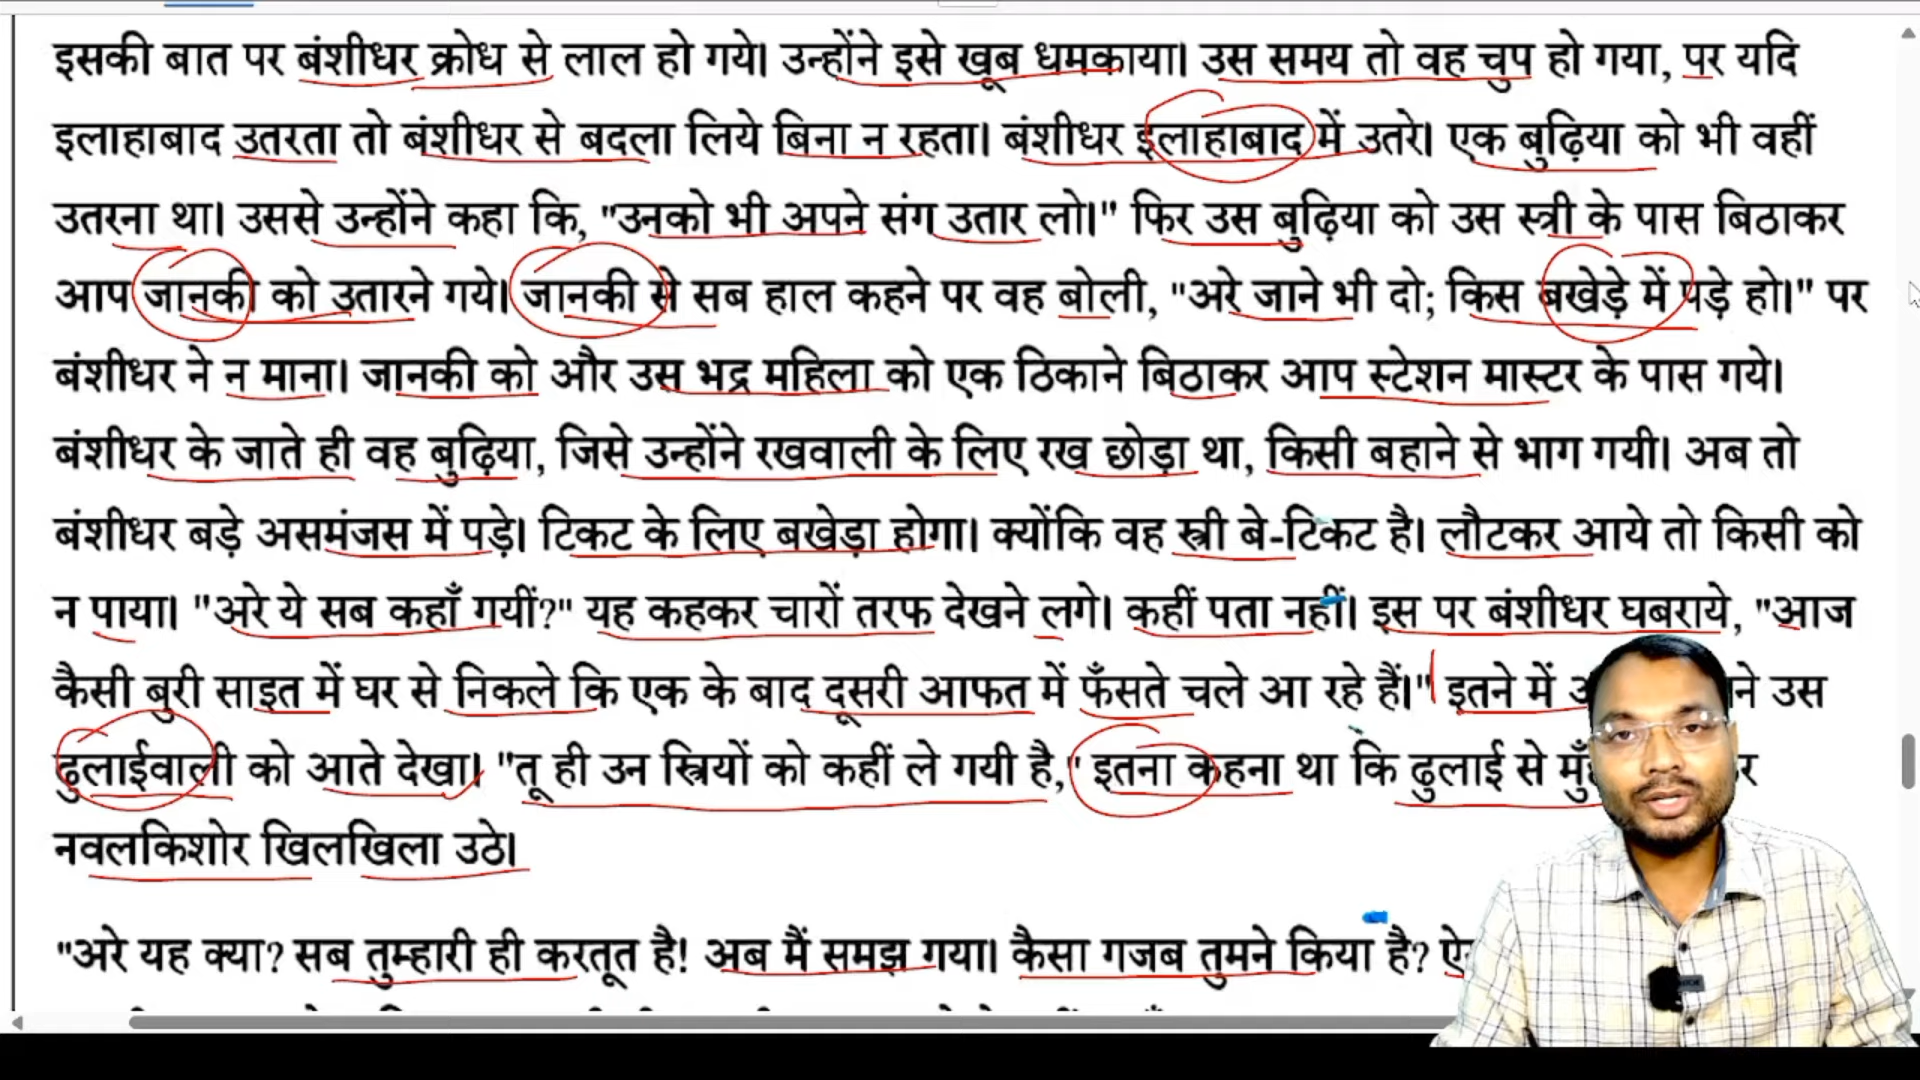 इसकी बात पर बंशीधर क्रोध से लाल हो गये। उन्होंने इसे खूब धमकाया। उस समय तो वह चुप हो गया, पर यदि
इलाहाबाद उतरता तो बंशीधर से बदला लिये बिना न रहता। बंशीधर इलाहाबाद में उतरे। एक बुढ़िया को भी वहीं
उतरना था। उससे उन्होंने कहा कि, "उनको भी अपने संग उतार लो।" फिर उस बुढ़िया को उस स्त्री के पास बिठाकर
आप जानकी को उतारने गये। जानकी से सब हाल कहने पर वह बोली, "अरे जाने भी दो; किस बखेड़े में पड़े हो।" पर
बंशीधर ने न माना। जानकी को और उस भद्र महिला को एक ठिकाने बिठाकर आप स्टेशन मास्टर के पास गये।
बंशीधर के जाते ही वह बुढ़िया, जिसे उन्होंने रखवाली के लिए रख छोड़ा था, किसी बहाने से भाग गयी। अब तो
बंशीधर बड़े असमंजस में पड़े। टिकट के लिए बखेड़ा होगा। क्योंकि वह स्त्री बे-टिकट है। लौटकर आये तो किसी को
न पाया। "अरे ये सब कहाँ गयीं?" यह कहकर चारों तरफ देखने लगे। कहीं पता नहीं। इस पर बंशीधर घबराये, "आज
कैसी बुरी साइत में घर से निकले कि एक के बाद दूसरी आफत में फँसते चले आ रहे हैं।" इतने में ने उस
ढुलाईवाली को आते देखा। "तू ही उन स्त्रियों को कहीं ले गयी है," इतना कहना था कि ढुलाई से
नवलकिशोर खिलखिला उठे।
"अरे यह क्या? सब तुम्हारी ही करतूत है! अब मैं समझ गया। कैसा गजब तुमने किया है?